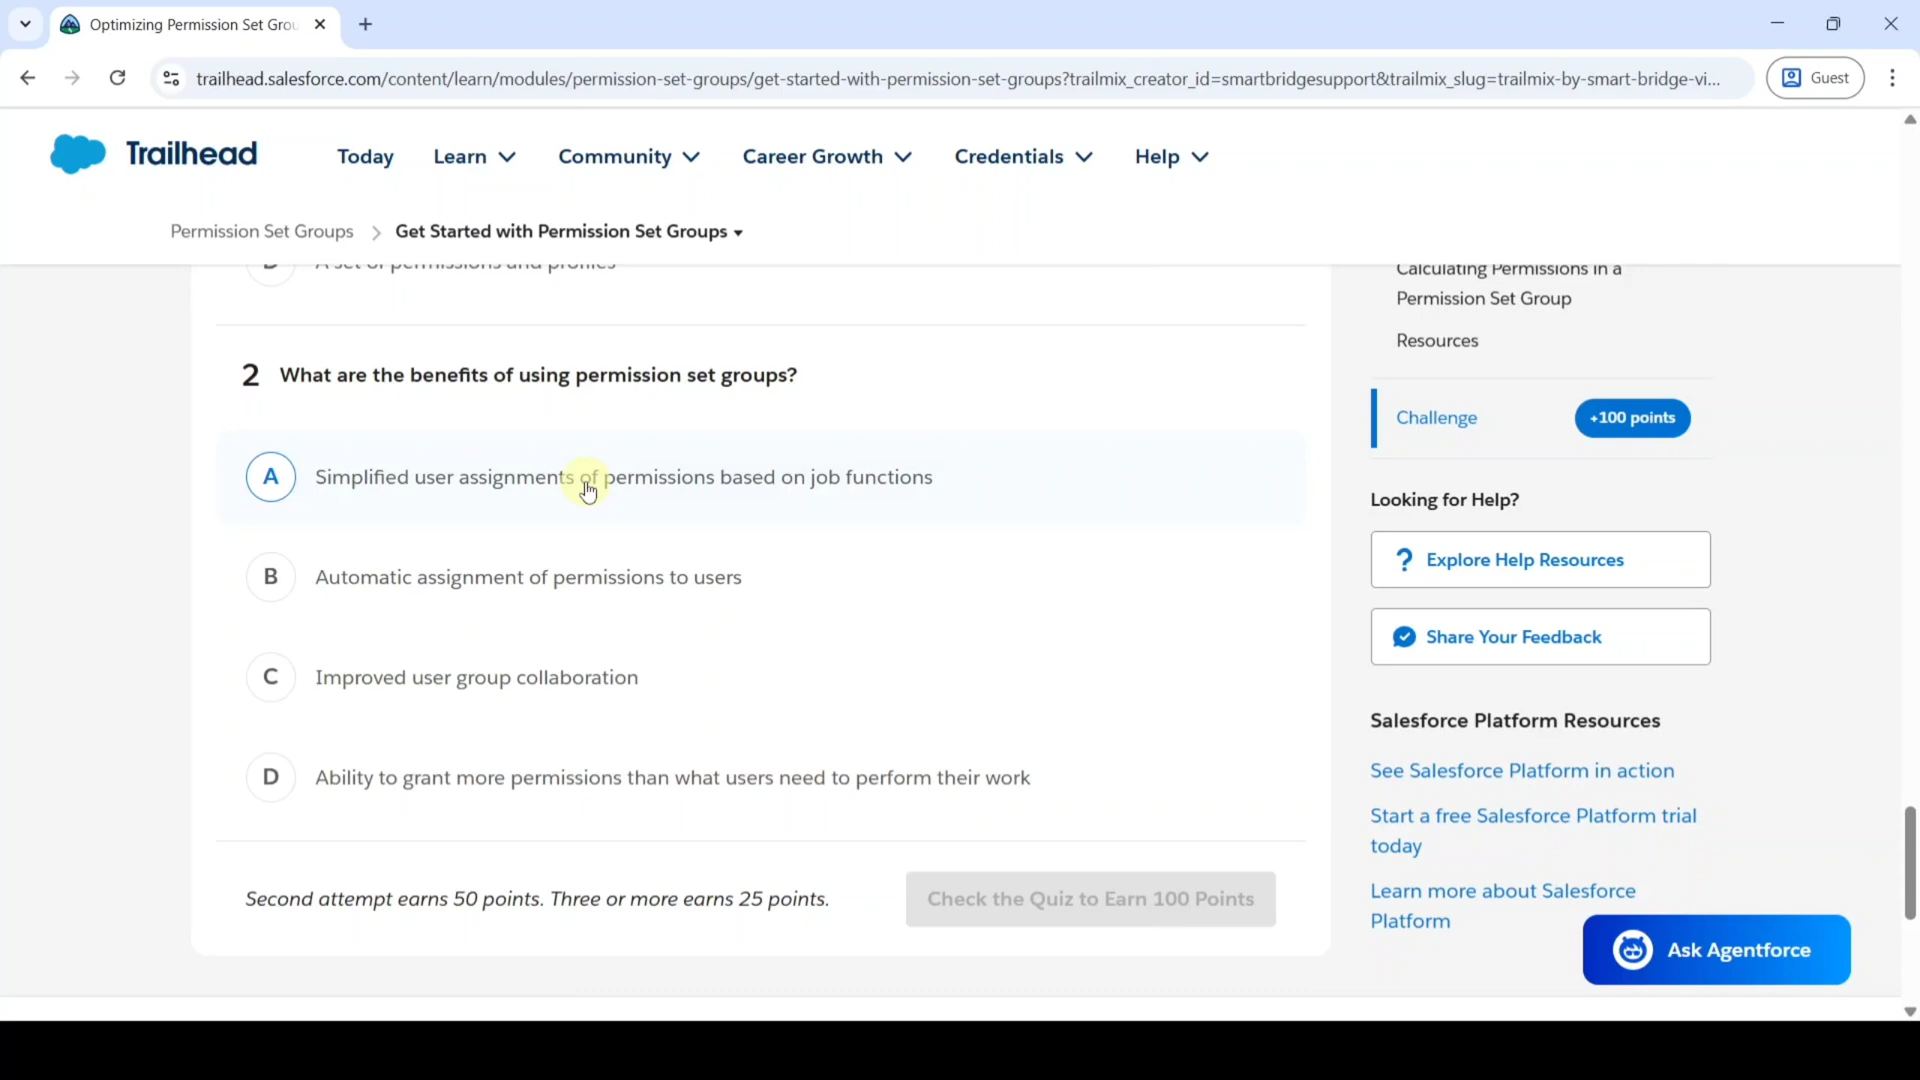 Optimizing Permission Set Grou
trailhead.salesforce.com/content/learn/modules/permission-set-groups/get-started-with-permission-set-groups?trailmix_creator_id=smartbridgesupport&trailmix_slug=trailmix-by-smart-bridge-vi...
Guest
Trailhead
Today
Learn
Community
Career Growth
Credentials
Help
Permission Set Groups > Get Started with Permission Set Groups
D A set of permissions and profiles
2 What are the benefits of using permission set groups?
A Simplified user assignments of permissions based on job functions
B Automatic assignment of permissions to users
C Improved user group collaboration
D Ability to grant more permissions than what users need to perform their work
Second attempt earns 50 points. Three or more earns 25 points.
Check the Quiz to Earn 100 Points
Calculating Permissions in a
Permission Set Group
Resources
Challenge
+100 points
Looking for Help?
? Explore Help Resources
Share Your Feedback
Salesforce Platform Resources
See Salesforce Platform in action
Start a free Salesforce Platform trial
today
Learn more about Salesforce
Platform
Ask Agentforce